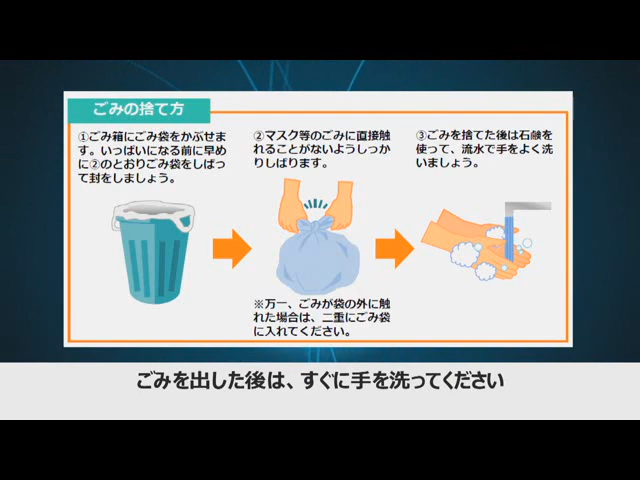 ごみの捨て方
①ごみ箱にごみ袋をかぶせま
す。いっぱいになる前に早め
に②のとおりごみ袋をしばっ
て封をしましょう。
②マスク等のごみに直接触
れることがないようしっか
りしばります。
※万一、ごみが袋の外に触
れた場合は、二重にごみ袋
に入れてください。
③ごみを捨てた後は石鹸を
使って、流水で手をよく洗
いましょう。
ごみを出した後は、すぐに手を洗ってください